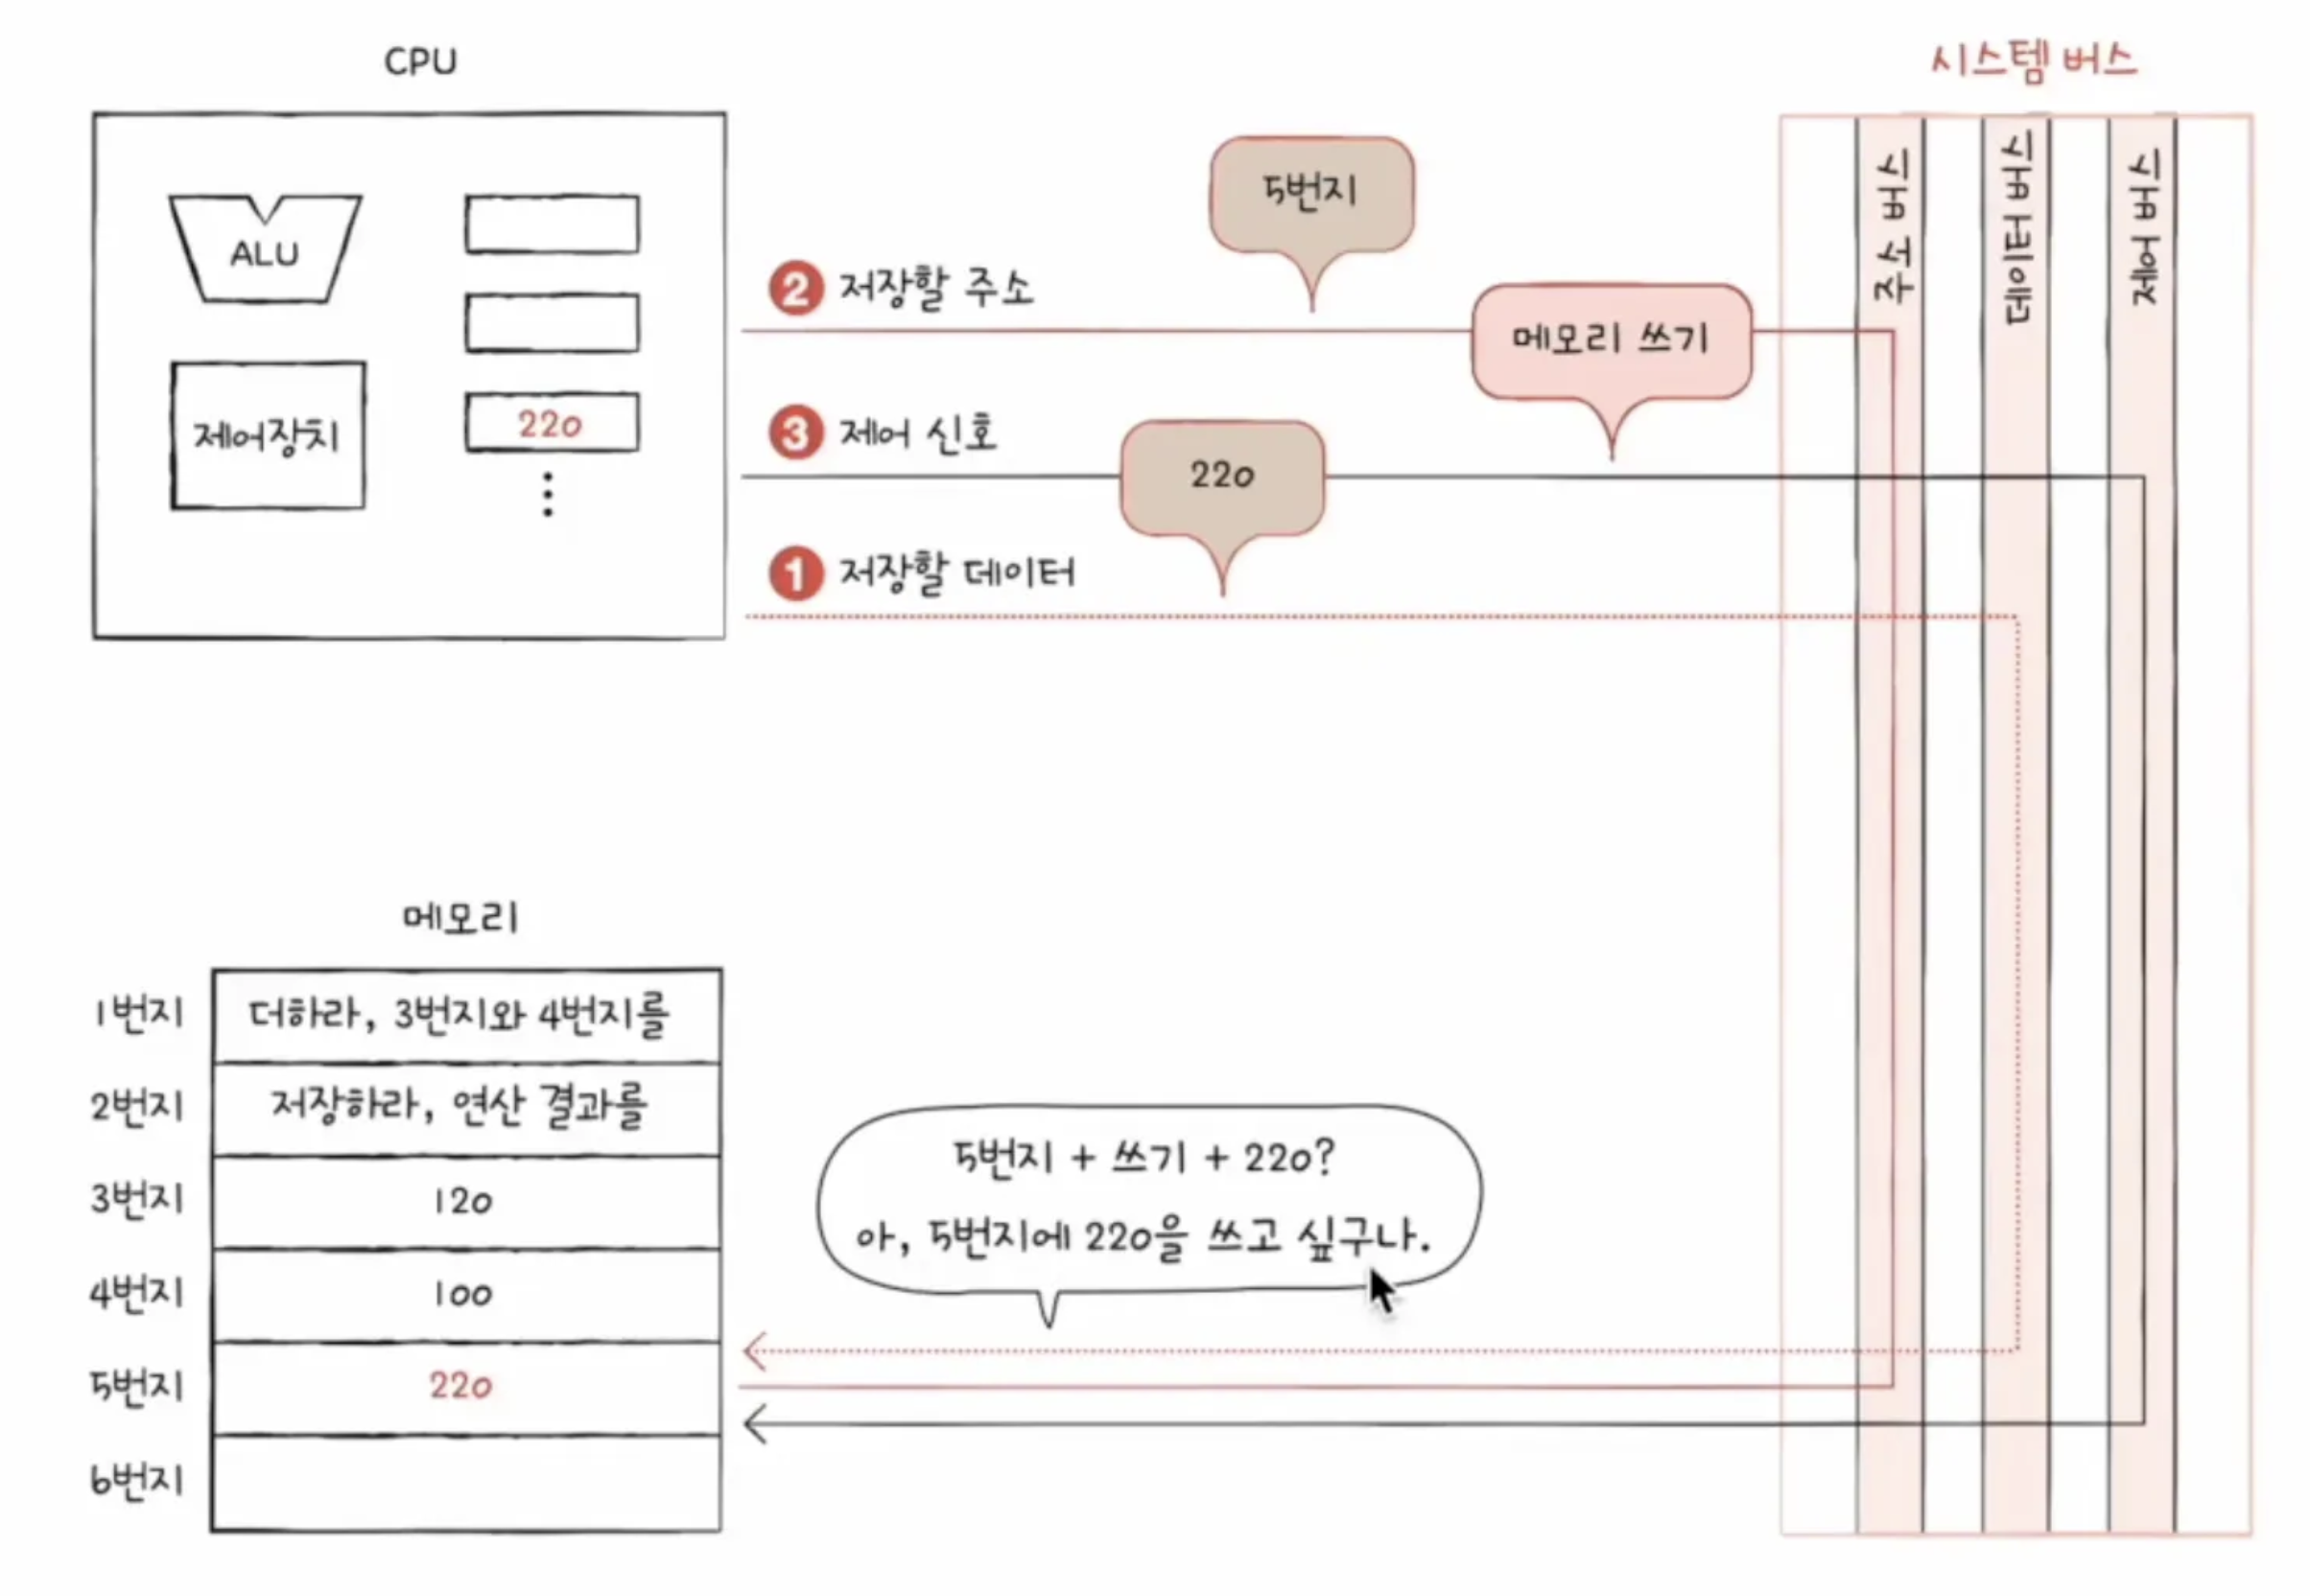 CPU
시스템 버스
ALU
제어장치
220
2 저장할 주소
5번지
메모리 쓰기
3 제어 신호
220
1 저장할 데이터
주소 버스
데이터 버스
제어 버스
메모리
1번지 더하라, 3번지와 4번지를
2번지 저장하라, 연산 결과를
3번지 120
4번지 100
5번지 220
6번지
5번지 + 쓰기 + 220?
아, 5번지에 220을 쓰고 싶구나.